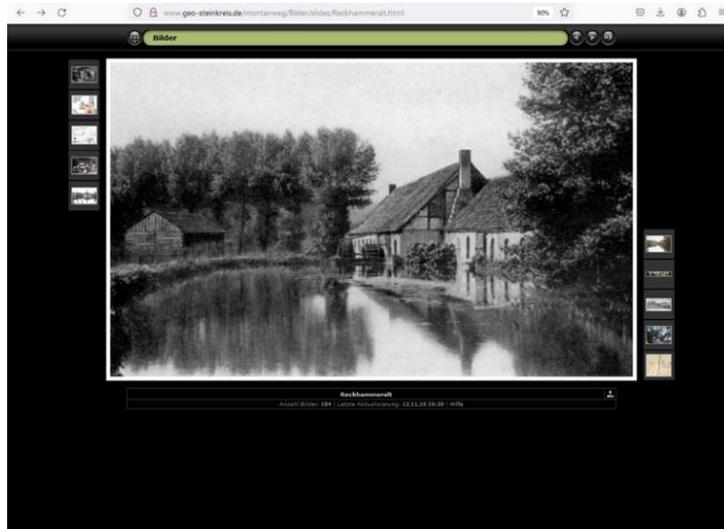 www.geo-steinkreis.de/montanweg/Bilder/slides/Reckhammeralt.html
90%
Bilder
Reckhammeralt
Anzahl Bilder: 184 | Letzte Aktualisierung: 12.11.10 10:20 | Hilfe